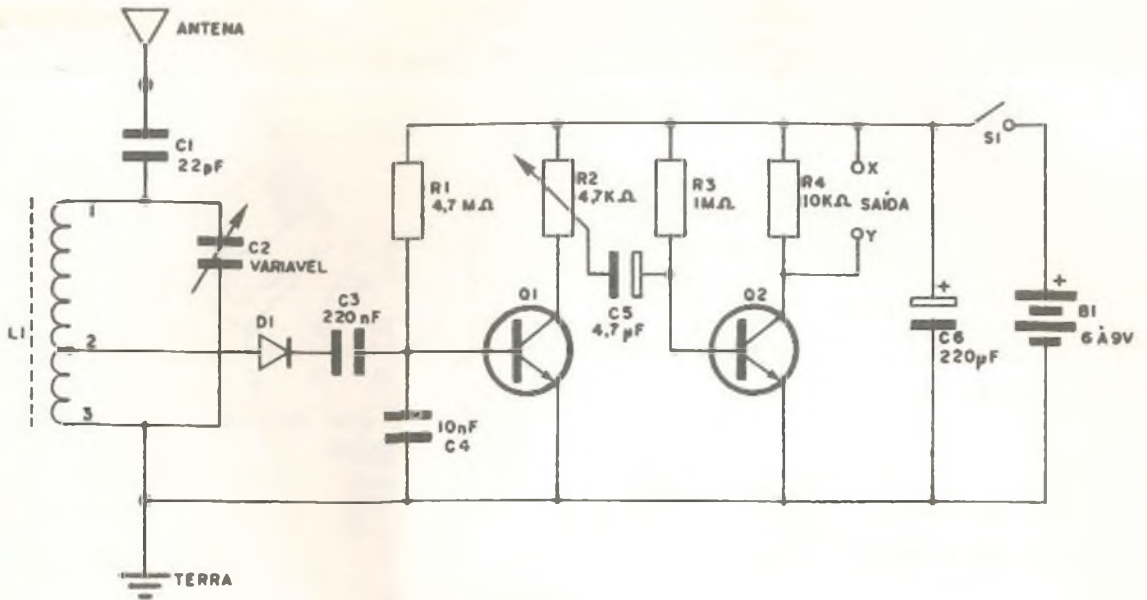 ANTENA
C1
22pF
1
C2
VARIAVEL
L1
2
3
TERRA
D1
C3
220nF
R1
4,7 MΩ
10nF
C4
Q1
R2
4,7KΩ
C5
4,7µF
R3
1MΩ
Q2
R4
10KΩ
SAÍDA
X
Y
S1
+
C6
220µF
+
B1
6 À 9V